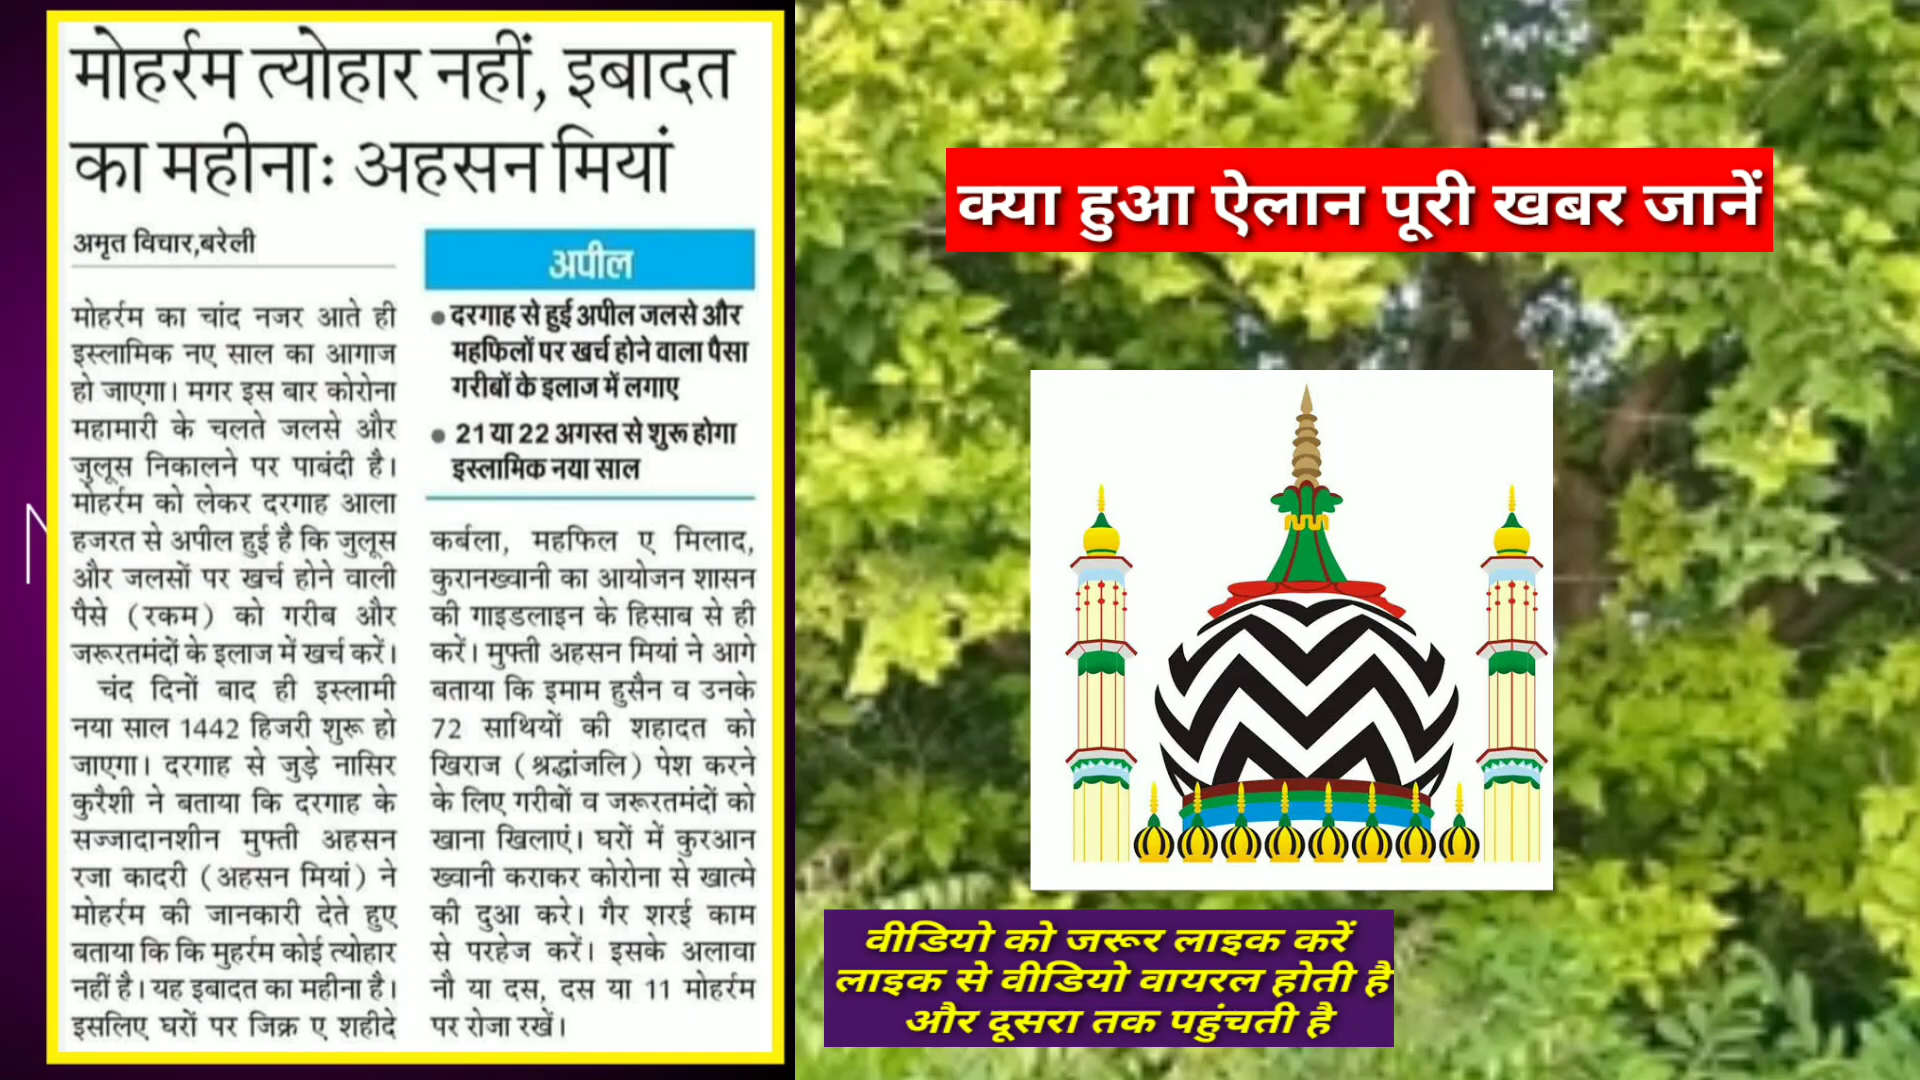 मोहर्रम त्योहार नहीं, इबादत
का महीनाः अहसन मियां
अमृत विचार,बरेली
मोहर्रम का चांद नजर आते ही
इस्लामिक नए साल का आगाज
हो जाएगा। मगर इस बार कोरोना
महामारी के चलते जलसे और
जुलूस निकालने पर पाबंदी है।
मोहर्रम को लेकर दरगाह आला
हजरत से अपील हुई है कि जुलूस
और जलसों पर खर्च होने वाली
पैसे (रकम) को गरीब और
जरूरतमंदों के इलाज में खर्च करें।
चंद दिनों बाद ही इस्लामी
नया साल 1442 हिजरी शुरू हो
जाएगा। दरगाह से जुड़े नासिर
कुरैशी ने बताया कि दरगाह के
सज्जादानशीन मुफ्ती अहसन
रजा कादरी (अहसन मियां) ने
मोहर्रम की जानकारी देते हुए
बताया कि कि मुहर्रम कोई त्योहार
नहीं है। यह इबादत का महीना है।
इसलिए घरों पर जिक्र ए शहीदे
अपील
• दरगाह से हुई अपील जलसे और
महफिलों पर खर्च होने वाला पैसा
गरीबों के इलाज में लगाए
• 21 या 22 अगस्त से शुरू होगा
इस्लामिक नया साल
कर्बला, महफिल ए मिलाद,
कुरानख्वानी का आयोजन शासन
की गाइडलाइन के हिसाब से ही
करें। मुफ्ती अहसन मियां ने आगे
बताया कि इमाम हुसैन व उनके
72 साथियों की शहादत को
खिराज (श्रद्धांजलि) पेश करने
के लिए गरीबों व जरूरतमंदों को
खाना खिलाएं। घरों में कुरआन
ख्वानी कराकर कोरोना से खात्मे
की दुआ करे। गैर शरई काम
से परहेज करें। इसके अलावा
नौ या दस, दस या 11 मोहर्रम
पर रोजा रखें।
क्या हुआ ऐलान पूरी खबर जानें
वीडियो को जरूर लाइक करें
लाइक से वीडियो वायरल होती है
और दूसरा तक पहुंचती है